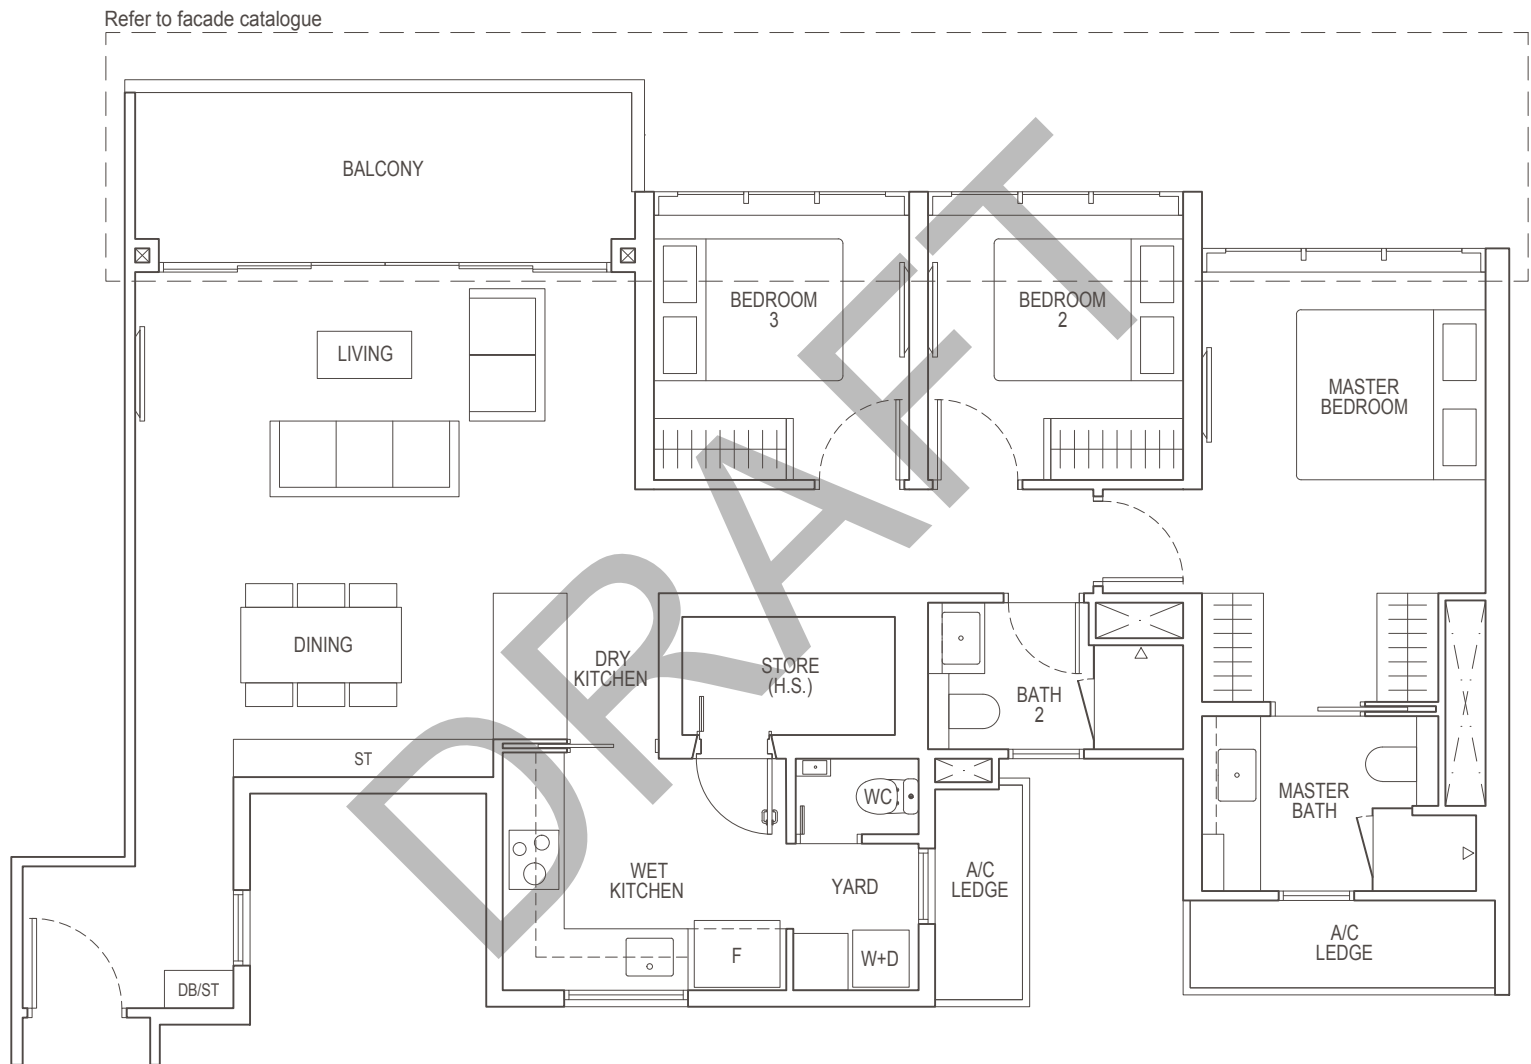 Refer to facade catalogue
BALCONY
BEDROOM
3
BEDROOM
2
LIVING
MASTER
BEDROOM
DINING
DRY
KITCHEN
STORE
(H.S.)
BATH
2
ST
WC
MASTER
BATH
WET
KITCHEN
YARD
A/C
LEDGE
A/C
LEDGE
F
W+D
DB/ST
DRAFT